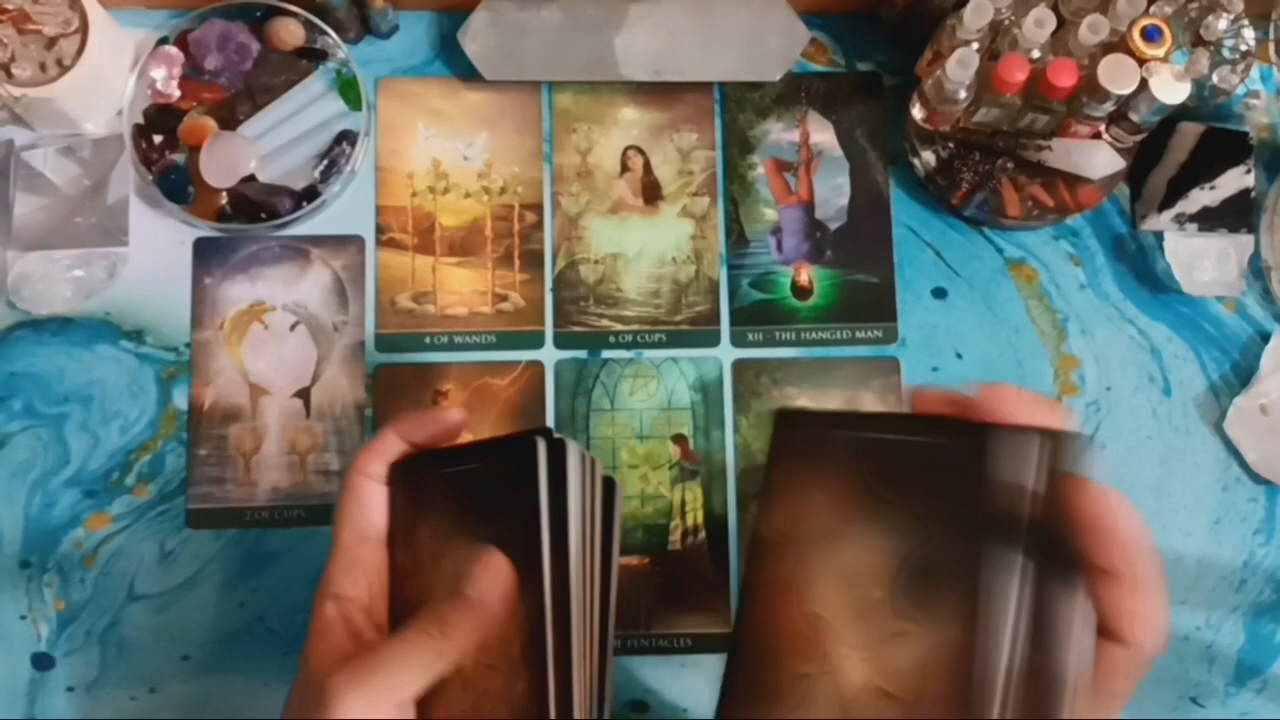 4 OF WANDS
6 OF CUPS
XII - THE HANGED MAN
2 OF CUPS
PENTACLES